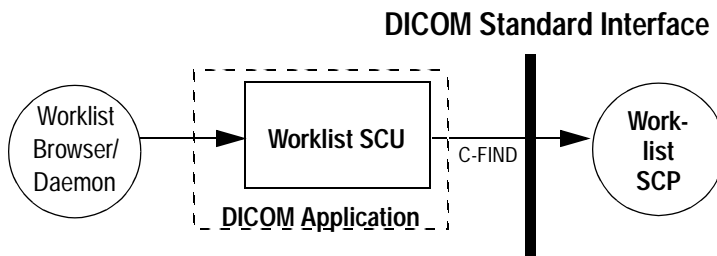 DICOM Standard Interface
Worklist
Browser/
Daemon
Worklist SCU
DICOM Application
C-FIND
Work-
list
SCP